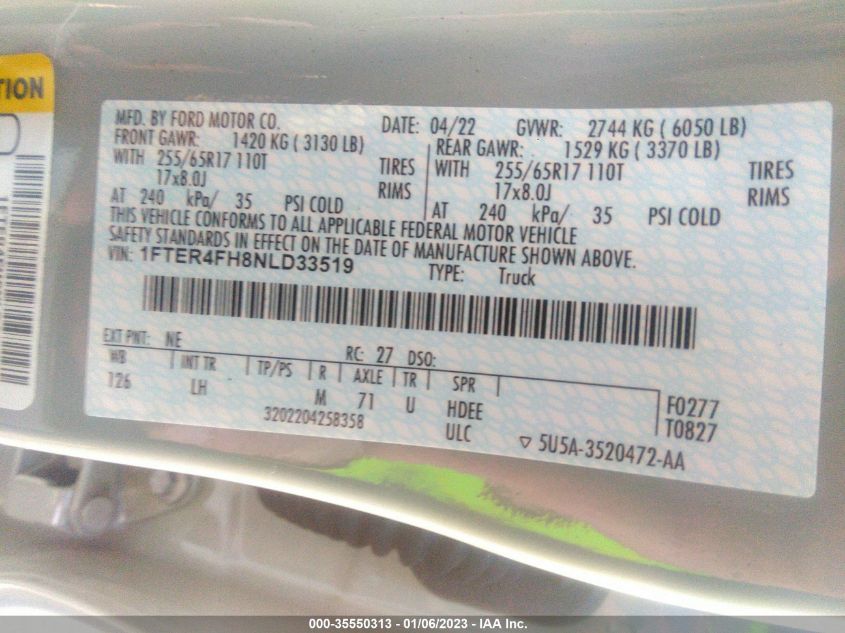 TION
MFD. BY FORD MOTOR CO. DATE: 04/22 GVWR: 2744 KG ( 6050 LB)
FRONT GAWR: 1420 KG ( 3130 LB) REAR GAWR: 1529 KG ( 3370 LB)
WITH 255/65R17 110T TIRES WITH 255/65R17 110T TIRES
17x8.0J RIMS 17x8.0J RIMS
AT 240 kPa/ 35 PSI COLD AT 240 kPa/ 35 PSI COLD
THIS VEHICLE CONFORMS TO ALL APPLICABLE FEDERAL MOTOR VEHICLE
SAFETY STANDARDS IN EFFECT ON THE DATE OF MANUFACTURE SHOWN ABOVE.
VIN: 1FTER4FH8NLD33519 TYPE: Truck
EXT PNT: NE RC: 27 DSO:
WB INT TR TP/PS R AXLE TR SPR
126 LH M 71 U HDEE F0277
3202204258358 ULC T0827
▽ 5U5A-3520472-AA
000-35550313 - 01/06/2023 - IAA Inc.